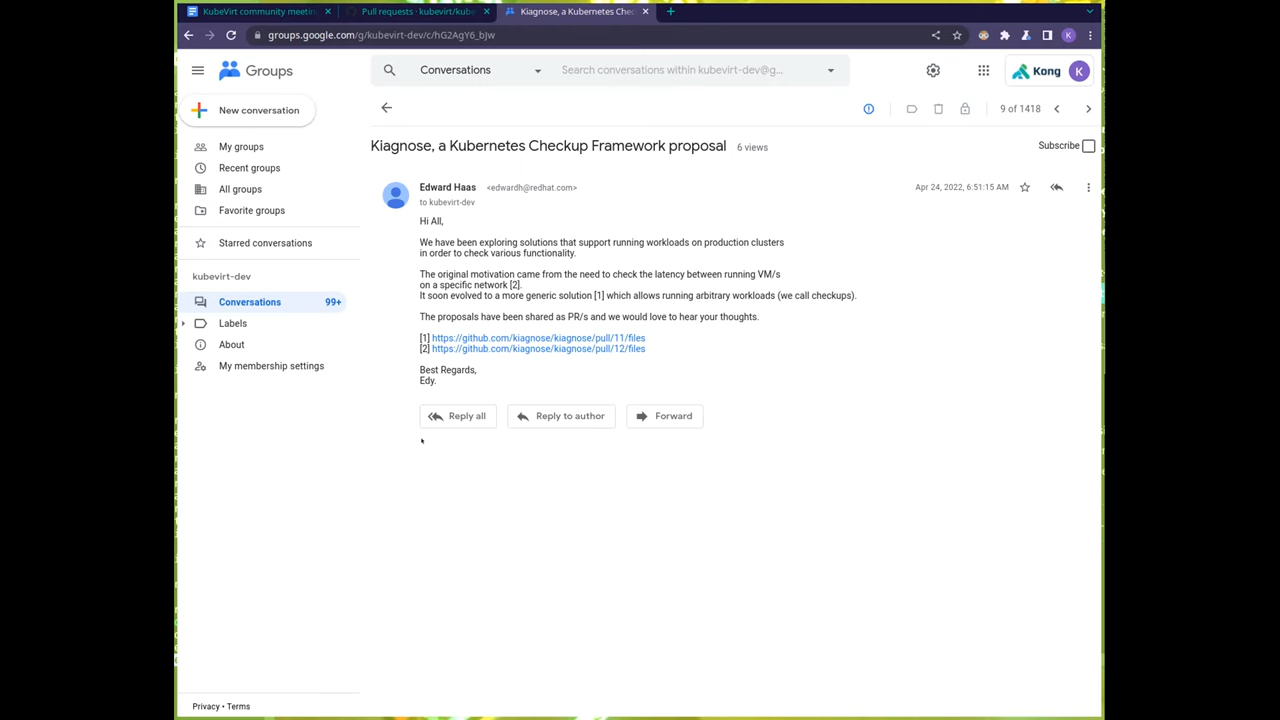 KubeVirt community meetin
Pull requests · kubevirt/kube
Kiagnose, a Kubernetes Chec
groups.google.com/g/kubevirt-dev/c/hG2AgY6_bJw
K
Groups
Conversations
Search conversations within kubevirt-dev@g...
Kong
K
New conversation
9 of 1418
My groups
Recent groups
All groups
Favorite groups
Starred conversations
kubevirt-dev
Conversations 99+
Labels
About
My membership settings
Kiagnose, a Kubernetes Checkup Framework proposal 6 views
Subscribe
Edward Haas <edwardh@redhat.com>
Apr 24, 2022, 6:51:15 AM
to kubevirt-dev
Hi All,
We have been exploring solutions that support running workloads on production clusters
in order to check various functionality.
The original motivation came from the need to check the latency between running VM/s
on a specific network [2].
It soon evolved to a more generic solution [1] which allows running arbitrary workloads (we call checkups).
The proposals have been shared as PR/s and we would love to hear your thoughts.
[1] https://github.com/kiagnose/kiagnose/pull/11/files
[2] https://github.com/kiagnose/kiagnose/pull/12/files
Best Regards,
Edy.
Reply all
Reply to author
Forward
Privacy • Terms